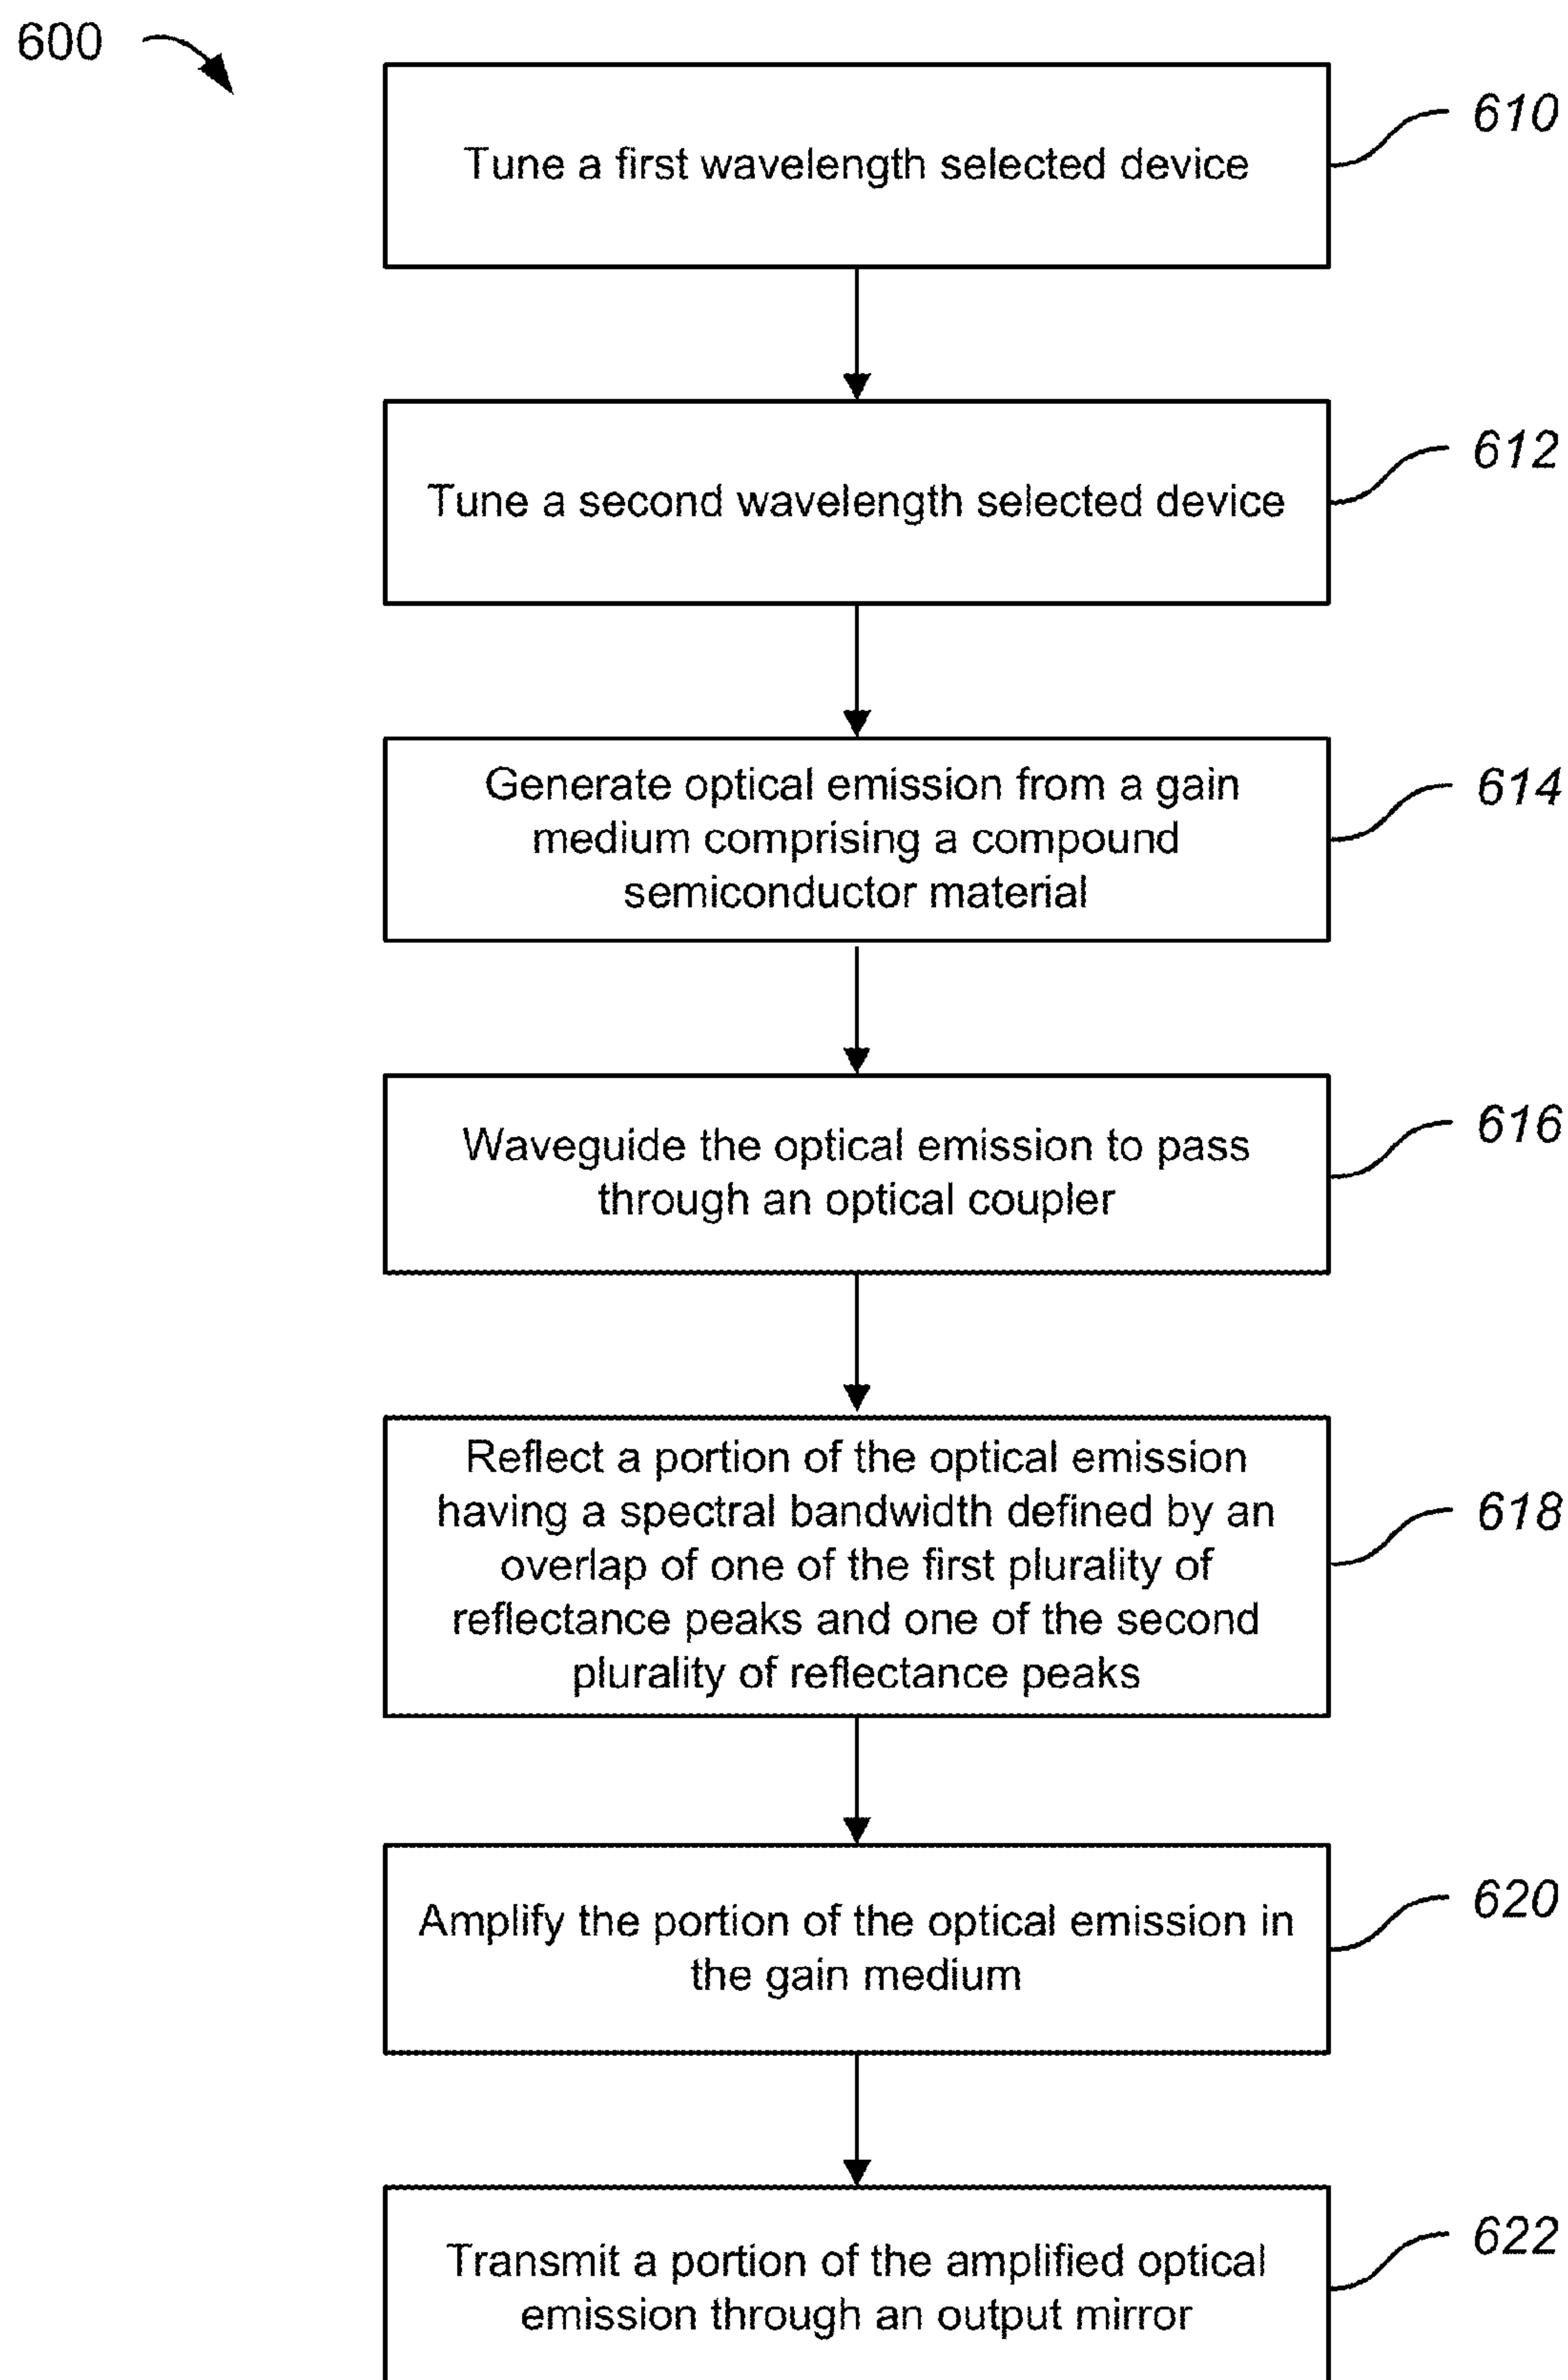 600
610
Tune a first wavelength selected device
612
Tune a second wavelength selected device
614
Generate optical emission from a gain
medium comprising a compound
semiconductor material
616
Waveguide the optical emission to pass
through an optical coupler
618
Reflect a portion of the optical emission
having a spectral bandwidth defined by an
overlap of one of the first plurality of
reflectance peaks and one of the second
plurality of reflectance peaks
620
Amplify the portion of the optical emission in
the gain medium
622
Transmit a portion of the amplified optical
emission through an output mirror